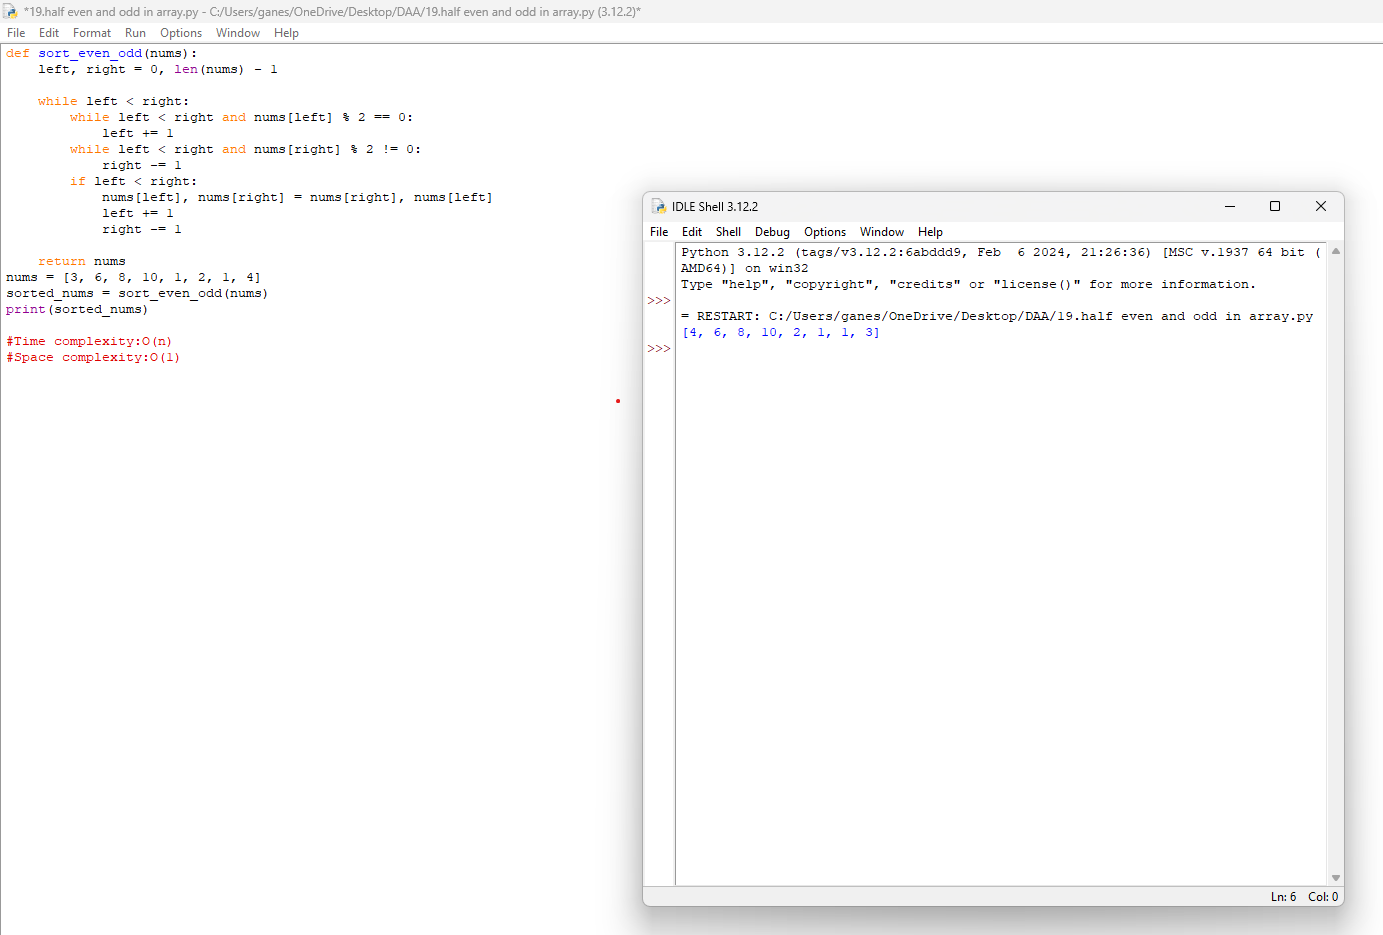 *19.half even and odd in array.py - C:/Users/ganes/OneDrive/Desktop/DAA/19.half even and odd in array.py (3.12.2)*
File Edit Format Run Options Window Help
def sort_even_odd(nums):
    left, right = 0, len(nums) - 1
    while left < right:
        while left < right and nums[left] % 2 == 0:
            left += 1
        while left < right and nums[right] % 2 != 0:
            right -= 1
        if left < right:
            nums[left], nums[right] = nums[right], nums[left]
            left += 1
            right -= 1
    return nums
nums = [3, 6, 8, 10, 1, 2, 1, 4]
sorted_nums = sort_even_odd(nums)
print(sorted_nums)
#Time complexity:O(n)
#Space complexity:O(1)
IDLE Shell 3.12.2
File Edit Shell Debug Options Window Help
Python 3.12.2 (tags/v3.12.2:6abddd9, Feb  6 2024, 21:26:36) [MSC v.1937 64 bit (
AMD64)] on win32
Type "help", "copyright", "credits" or "license()" for more information.
>>>
= RESTART: C:/Users/ganes/OneDrive/Desktop/DAA/19.half even and odd in array.py
[4, 6, 8, 10, 2, 1, 1, 3]
>>>
Ln: 6 Col: 0